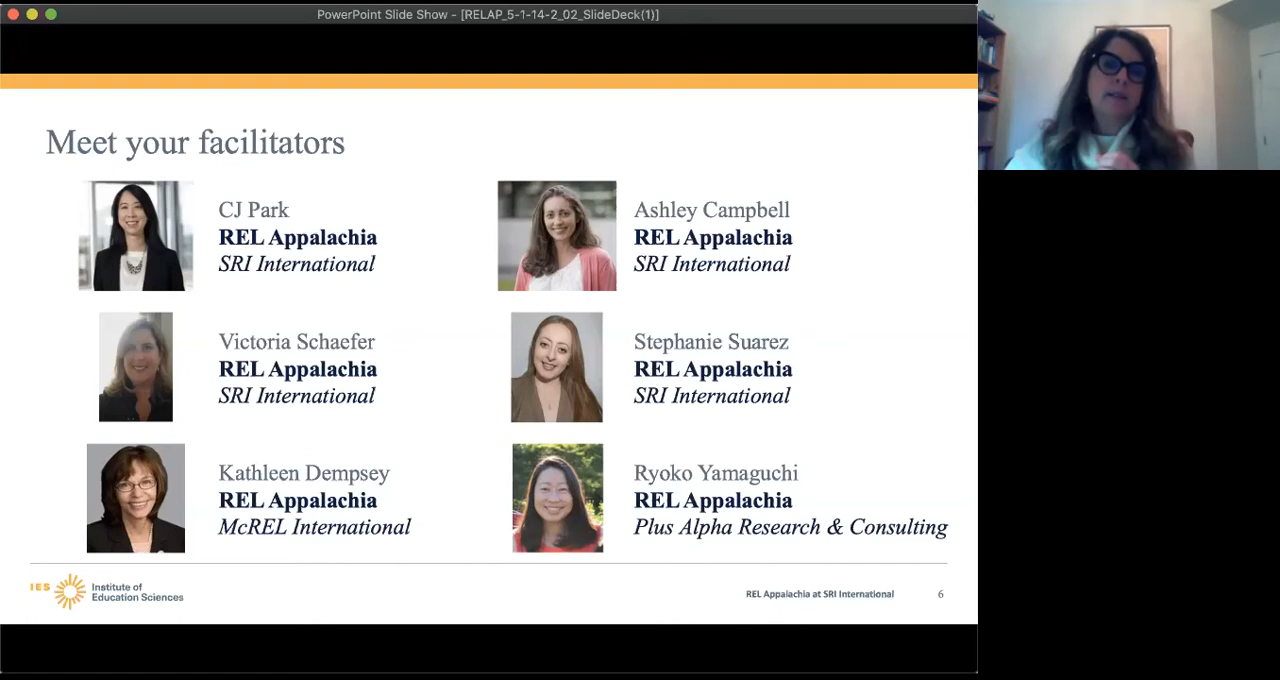 PowerPoint Slide Show - [RELAP_5-1-14-2_02_SlideDeck(1)]
Meet your facilitators
CJ Park
REL Appalachia
SRI International
Ashley Campbell
REL Appalachia
SRI International
Victoria Schaefer
REL Appalachia
SRI International
Stephanie Suarez
REL Appalachia
SRI International
Kathleen Dempsey
REL Appalachia
McREL International
Ryoko Yamaguchi
REL Appalachia
Plus Alpha Research & Consulting
IES Institute of
Education Sciences
REL Appalachia at SRI International 6